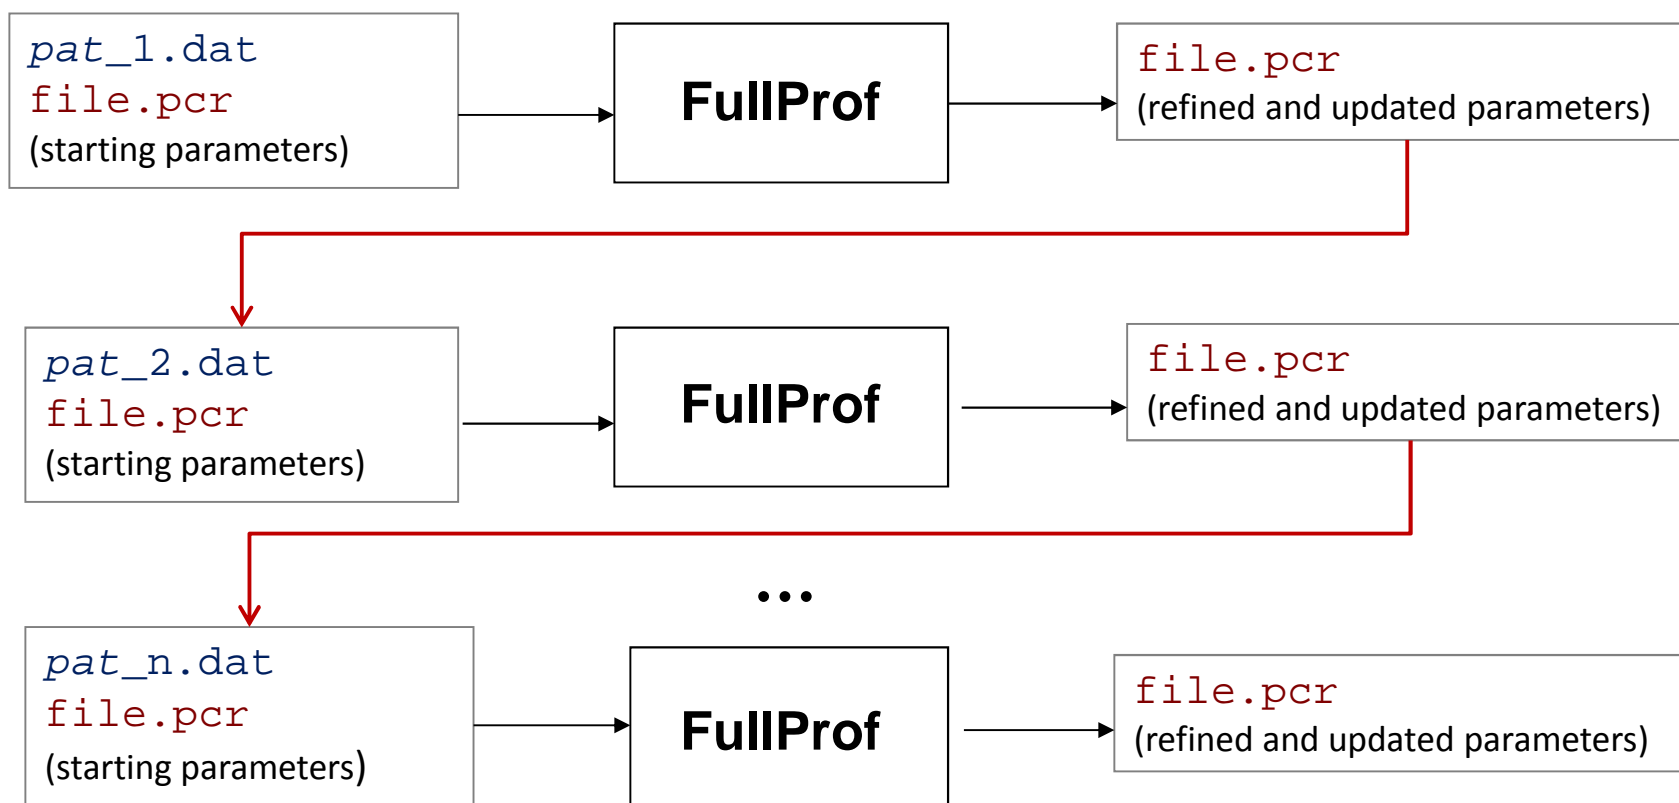 pat_1.dat
file.pcr
(starting parameters)
FullProf
file.pcr
(refined and updated parameters)
pat_2.dat
file.pcr
(starting parameters)
FullProf
file.pcr
(refined and updated parameters)
...
pat_n.dat
file.pcr
(starting parameters)
FullProf
file.pcr
(refined and updated parameters)